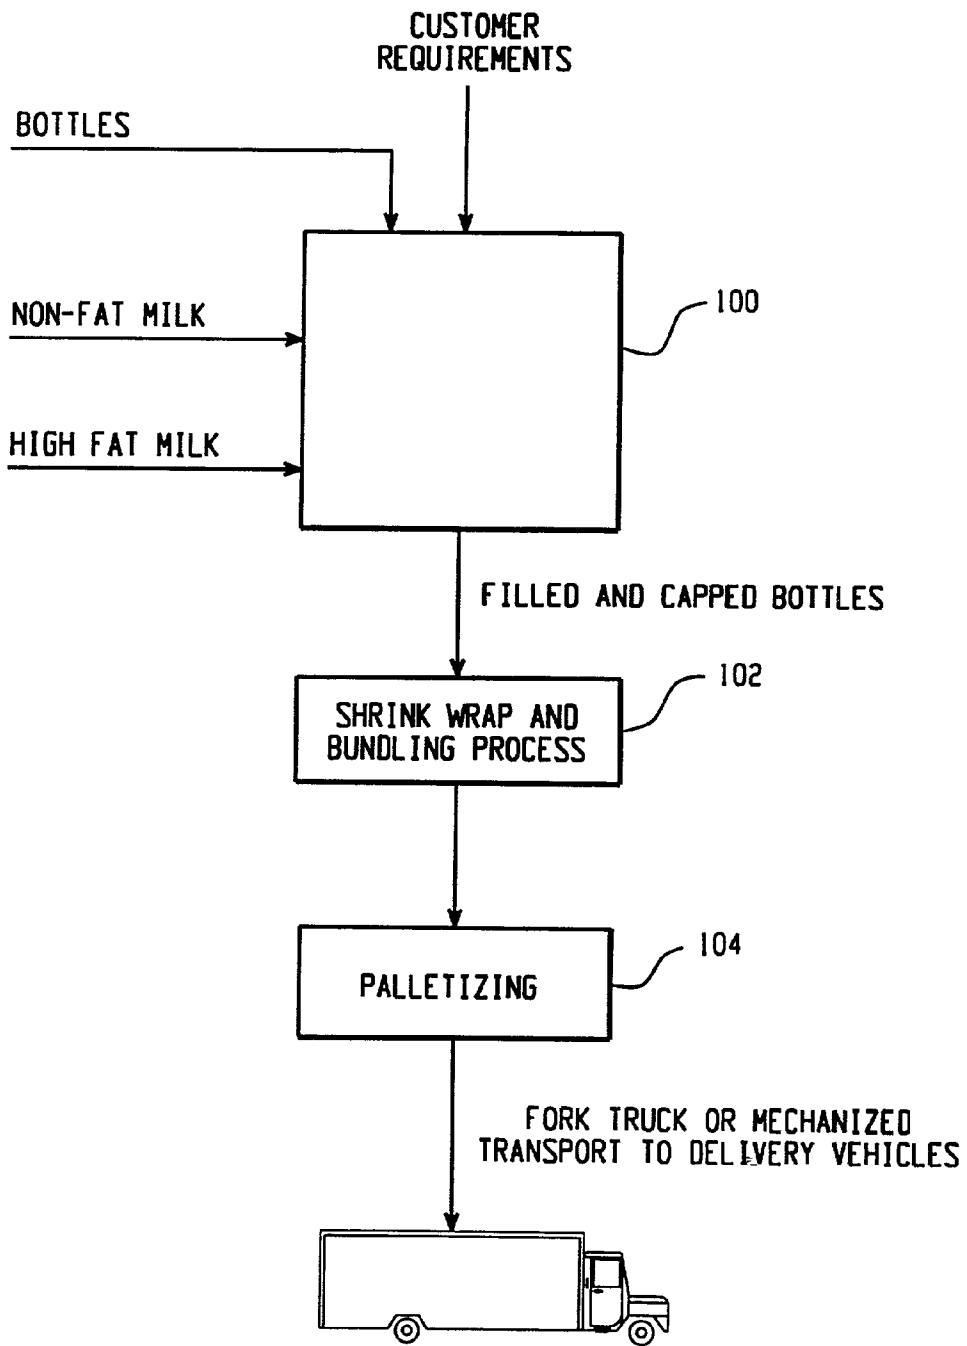 CUSTOMER
REQUIREMENTS
BOTTLES
NON-FAT MILK
100
HIGH FAT MILK
FILLED AND CAPPED BOTTLES
102
SHRINK WRAP AND
BUNDLING PROCESS
104
PALLETIZING
FORK TRUCK OR MECHANIZED
TRANSPORT TO DELIVERY VEHICLES